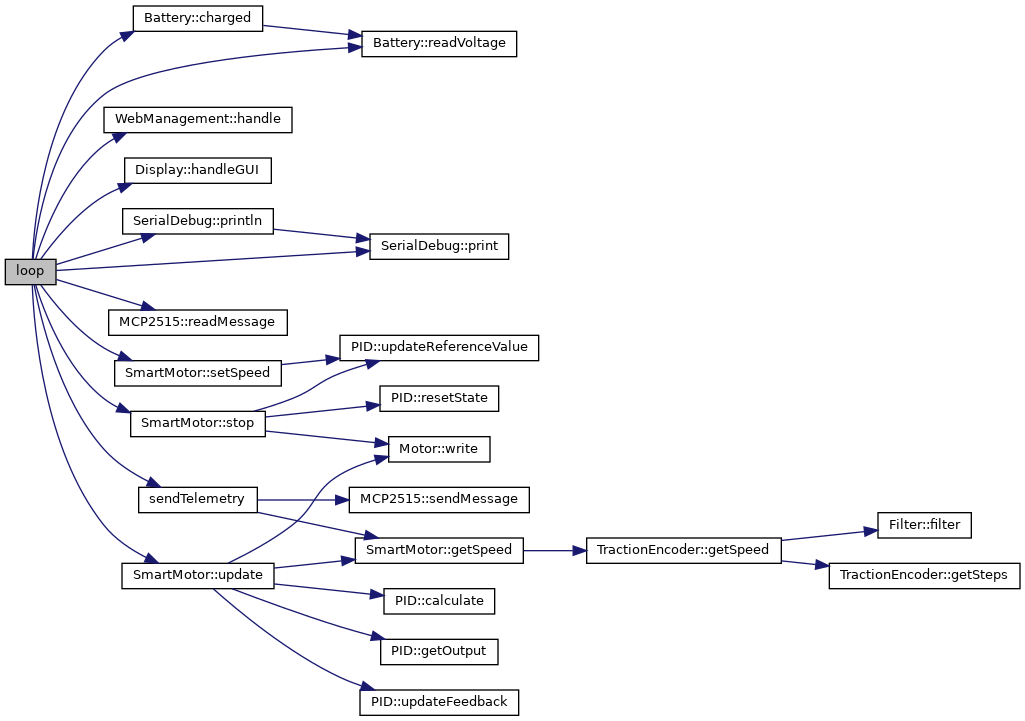 Battery::charged
Battery::readVoltage
WebManagement::handle
Display::handleGUI
SerialDebug::println
SerialDebug::print
loop
MCP2515::readMessage
PID::updateReferenceValue
SmartMotor::setSpeed
PID::resetState
SmartMotor::stop
Motor::write
sendTelemetry
MCP2515::sendMessage
Filter::filter
SmartMotor::getSpeed
TractionEncoder::getSpeed
SmartMotor::update
TractionEncoder::getSteps
PID::calculate
PID::getOutput
PID::updateFeedback